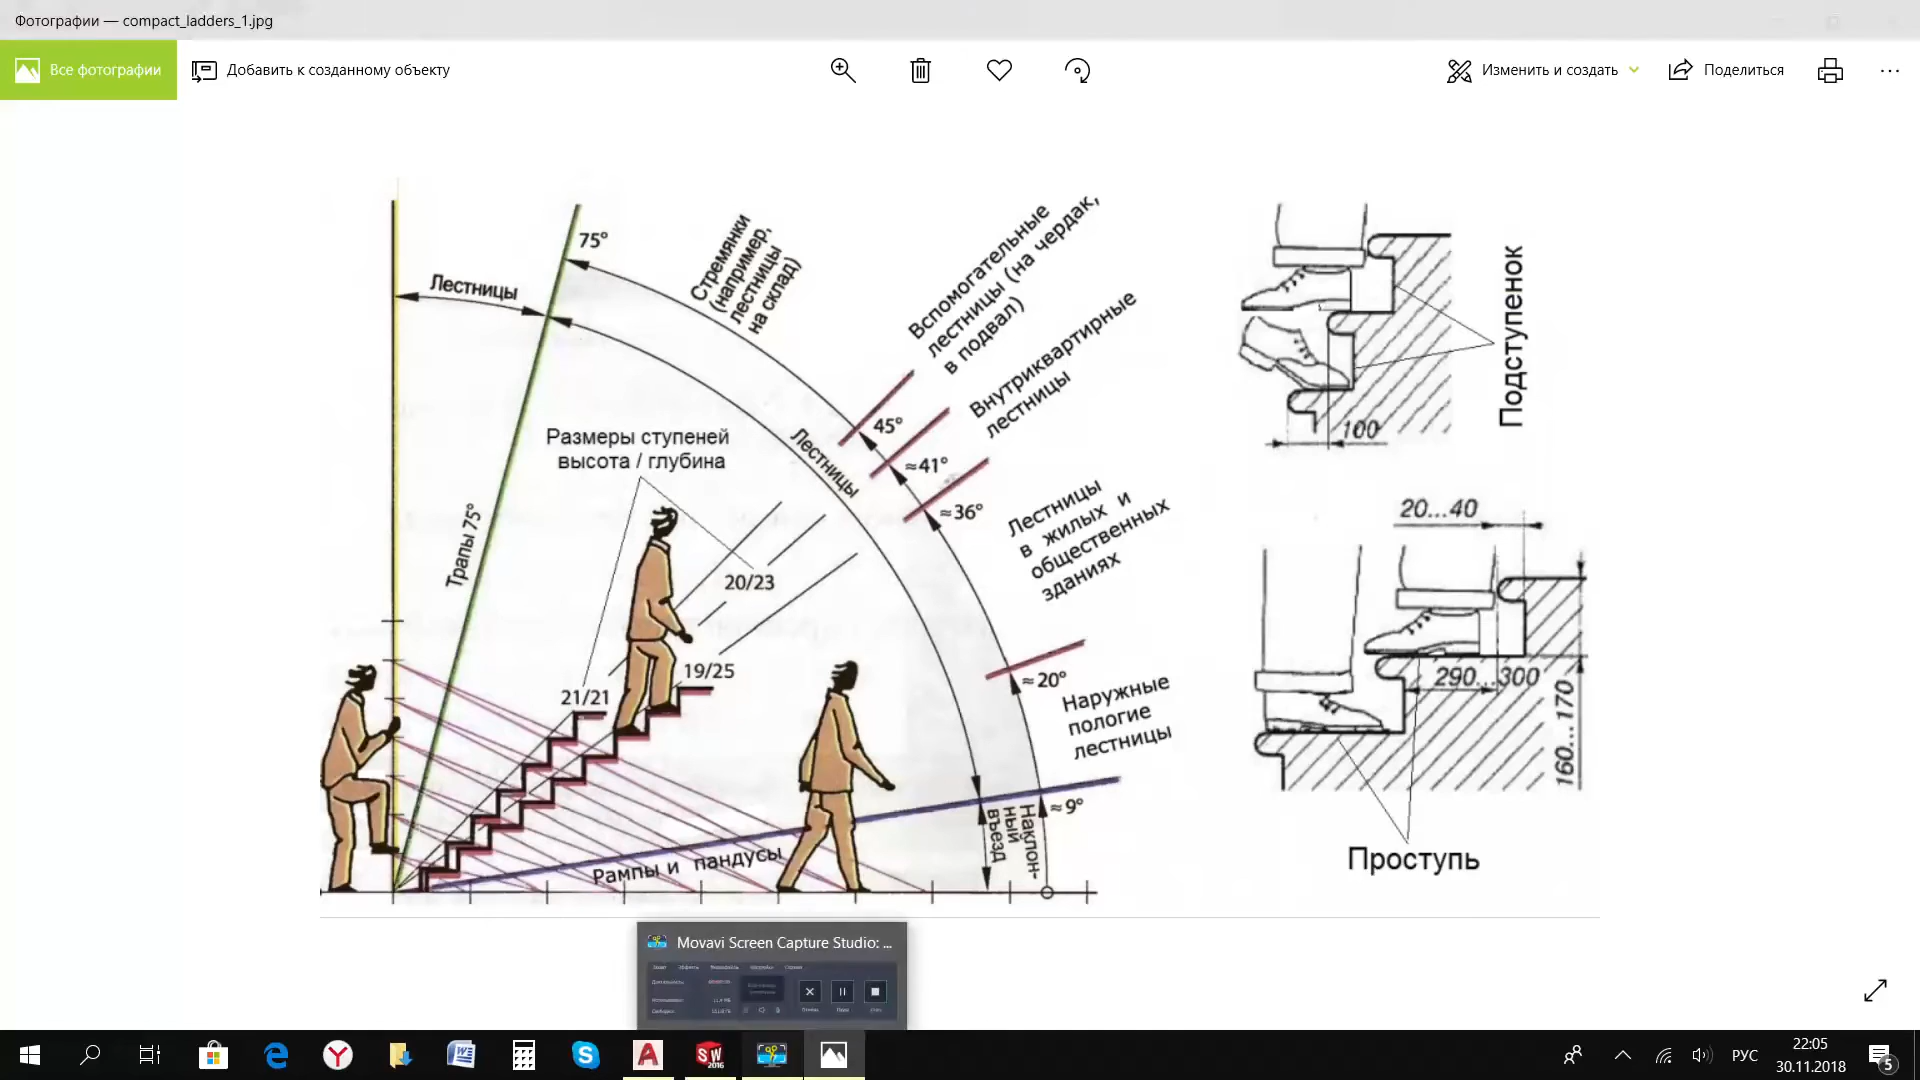 Фотографии — compact_ladders_1.jpg
Все фотографии
Добавить к созданному объекту
Изменить и создать
Поделиться
75°
Лестницы
Стремянки
(например,
лестницы
на склад)
Вспомогательные
лестницы (на чердак,
в подвал)
Внутриквартирные
лестницы
45°
≈41°
≈36°
Лестницы
Лестницы
в жилых и
общественных
зданиях
Размеры ступеней
высота / глубина
Трапы 75°
20/23
19/25
21/21
≈20°
Наружные
пологие
лестницы
≈9°
Наклон-
ный
въезд
Рампы и пандусы
Подступенок
100
20...40
290...300
160...170
Проступь
Movavi Screen Capture Studio: ...
2016
РУС
22:05
30.11.2018
5